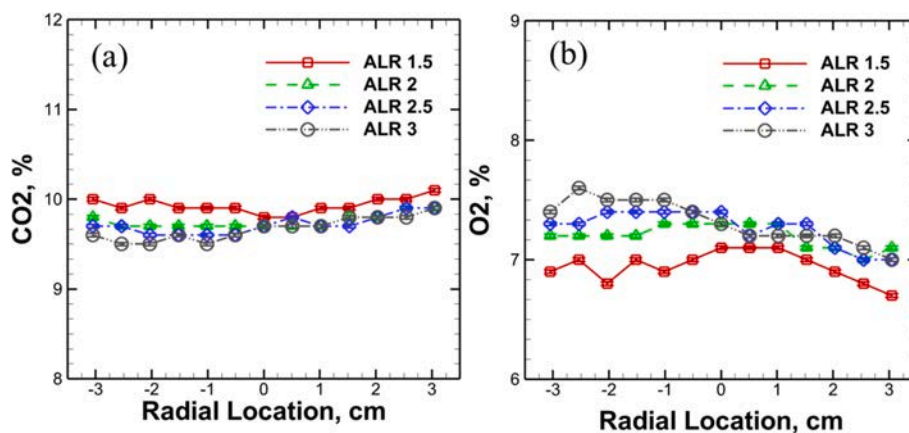 (a)
ALR 1.5
ALR 2
ALR 2.5
ALR 3
CO2, %
12
11
10
9
8
-3 -2 -1 0 1 2 3
Radial Location, cm
(b)
ALR 1.5
ALR 2
ALR 2.5
ALR 3
O2, %
9
8
7
6
-3 -2 -1 0 1 2 3
Radial Location, cm